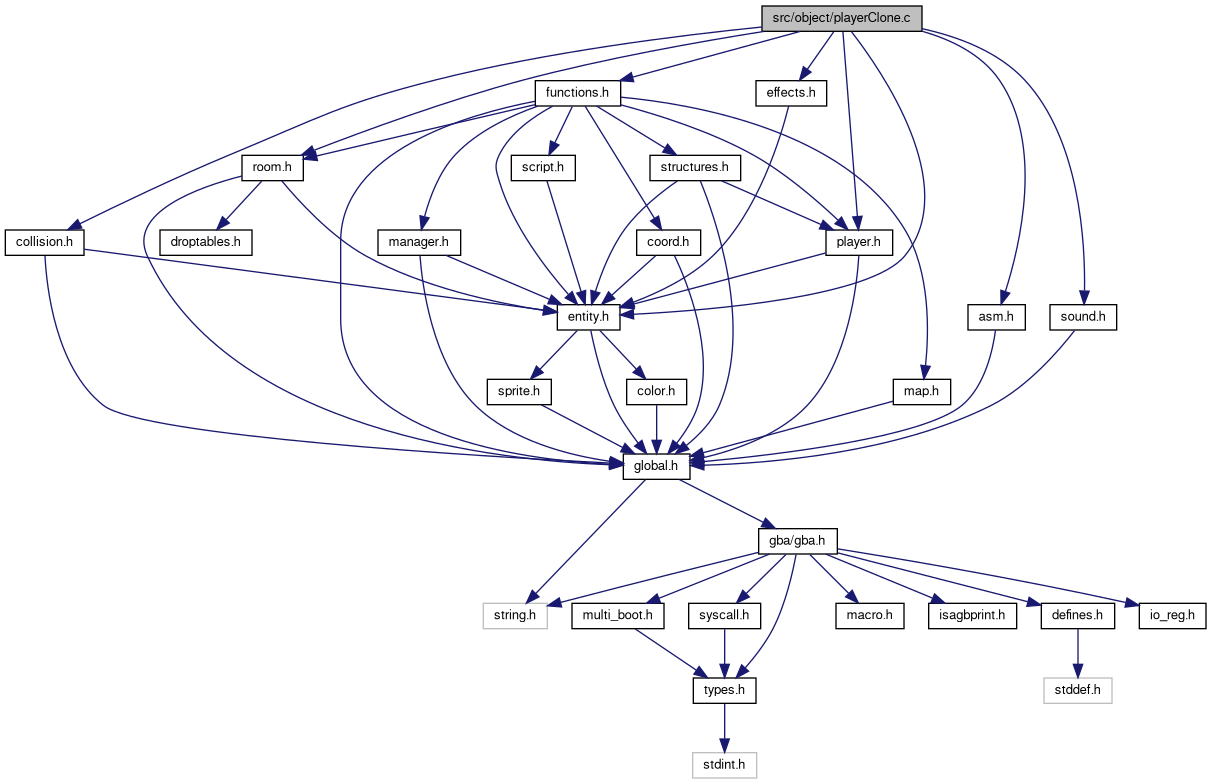 src/object/playerClone.c
functions.h
effects.h
room.h
script.h
structures.h
collision.h
droptables.h
manager.h
coord.h
player.h
entity.h
asm.h
sound.h
sprite.h
color.h
map.h
global.h
gba/gba.h
string.h
multi_boot.h
syscall.h
macro.h
isagbprint.h
defines.h
io_reg.h
types.h
stddef.h
stdint.h